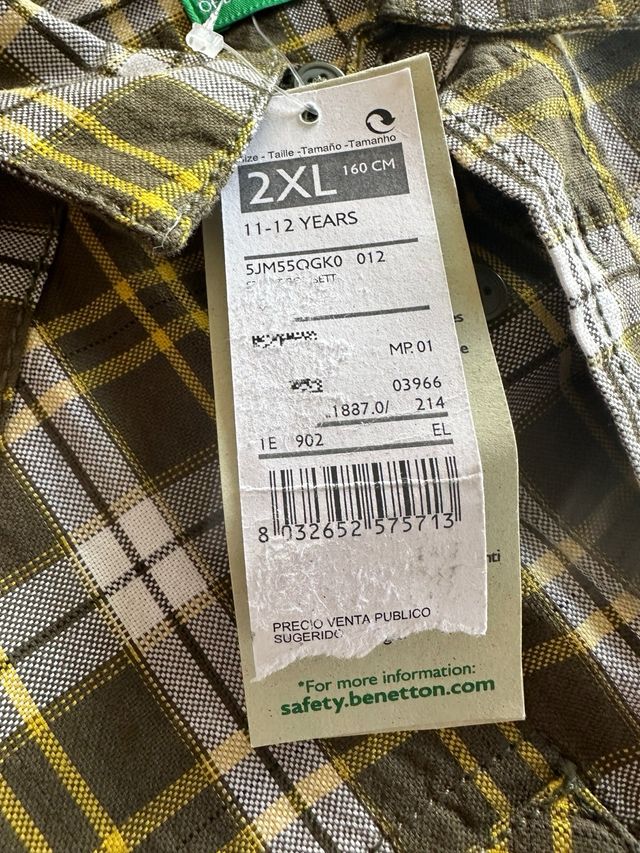 Size - Taille -Tamaño -Tamanho
2XL 160 CM
11-12 YEARS
5JM55QGK0 012
MP. 01
03966
1887.0/ 214
1E 902 EL
8 032652 575713
PRECIO VENTA PUBLICO
SUGERIDO
*For more information:
safety.benetton.com